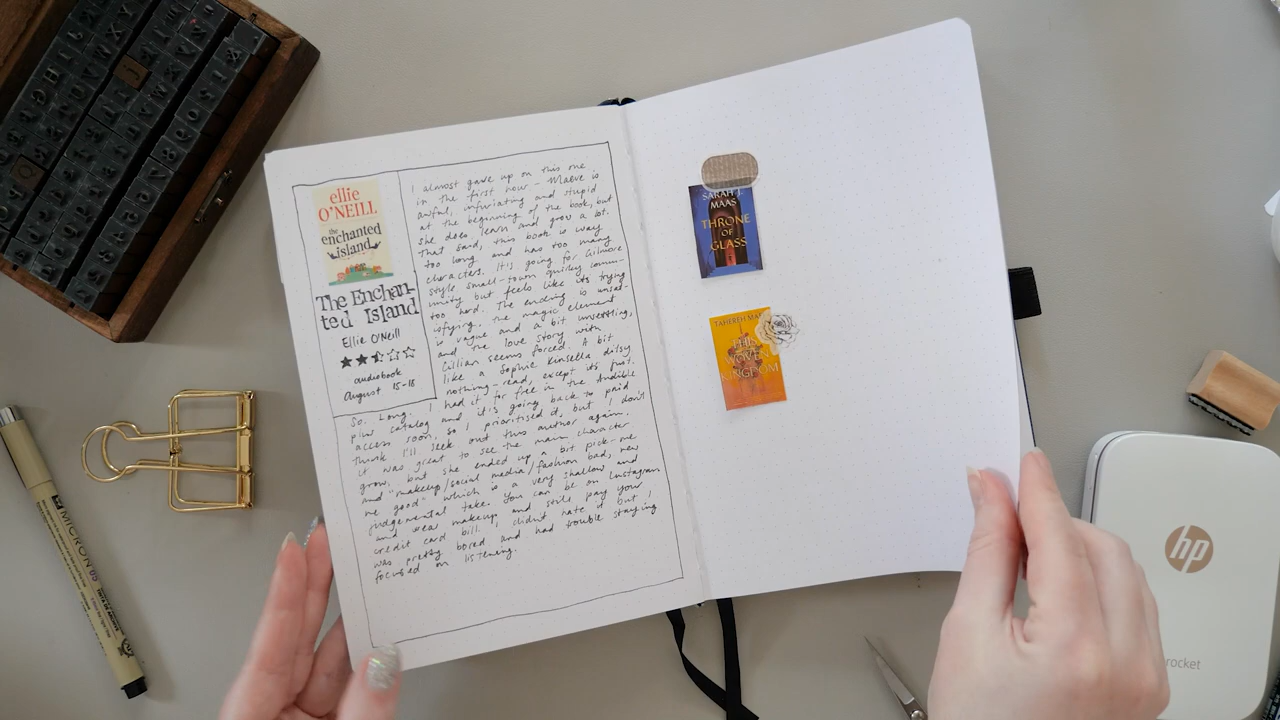 ellie
O'NEILL
the
enchanted
island
The Enchan-
ted Island
Ellie O'Neill
audiobook
August 15-18
I almost gave up on this one
in the first hour - Maeve is
awful, infuriating and stupid
at the beginning of the book, but
she does learn and grow a lot.
That said, this book is way
too long and has too many
characters. It's going for Gilmore
style small-town quirky commu-
nity but feels like it's trying
too hard. The ending is unsat-
isfying, the magic element
is vague and a bit unsettling,
and the love story with
Cillian seems forced. A bit
like a Sophie Kinsella ditsy
nothing-read, except it's just.
So. Long. I had it for free in the Audible
plus catalog and it's going back to paid
access soon, so I prioritised it, but I don't
think I'll seek out this author again.
It was great to see the main character
grow, but she ended up a bit pick-me
and "makeup/social media/fashion bad, new
me good" which is a very shallow and
judgemental take. You can be on Instagram
and wear makeup and still pay your
credit card bill. I didn't hate it but I
was pretty bored and had trouble staying
focused on listening.
SARAH J.
MAAS
THRONE
OF
GLASS
TAHEREH
THIS
WOVEN
KINGDOM
MICRON
hp
rocket